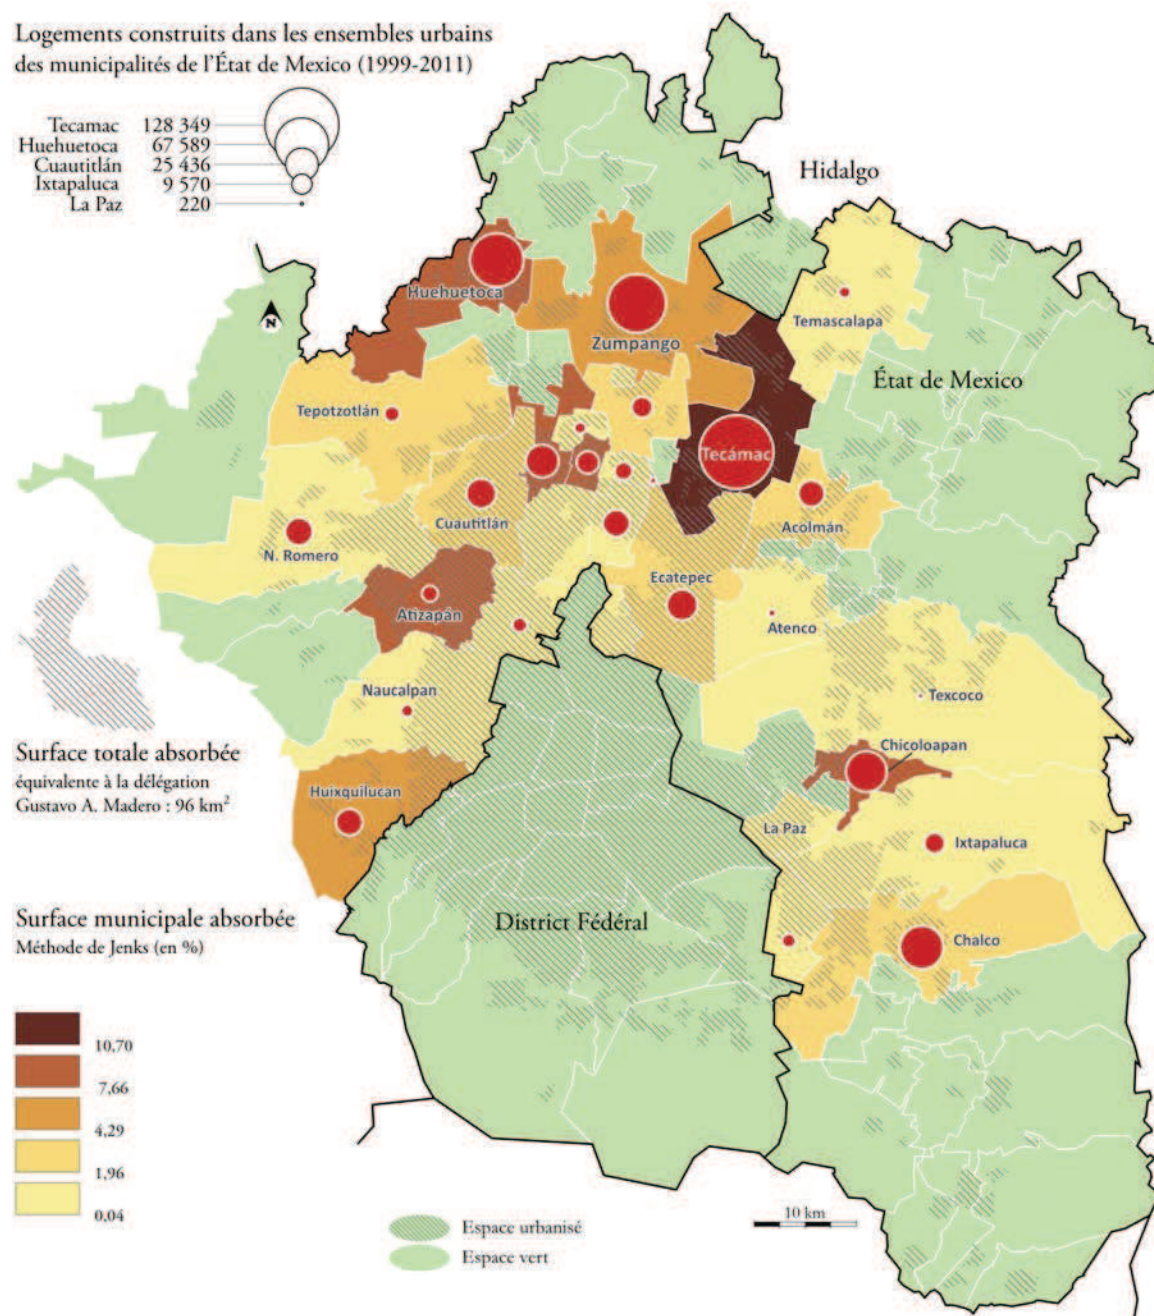 Logements construits dans les ensembles urbains
des municipalités de l'État de Mexico (1999-2011)
Tecamac 128 349
Huehuetoca 67 589
Cuautitlán 25 436
Ixtapaluca 9 570
La Paz 220
Hidalgo
N
Huehuetoca
Zumpango
Temascalapa
État de Mexico
Tepotzotlán
Tecámac
Cuautitlán
Acolmán
N. Romero
Ecatepec
Atizapán
Atenco
Naucalpan
Texcoco
Surface totale absorbée
équivalente à la délégation
Gustavo A. Madero : 96 km²
Chicoloapan
Huixquilucan
La Paz
Ixtapaluca
Surface municipale absorbée
Méthode de Jenks (en %)
District Fédéral
Chalco
10,70
7,66
4,29
1,96
0,04
10 km
Espace urbanisé
Espace vert